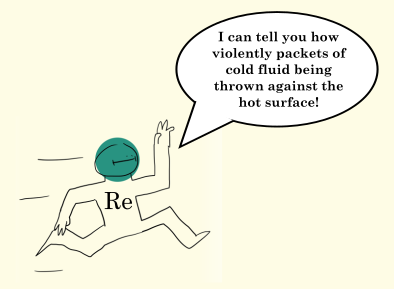 I can tell you how
violently packets of
cold fluid being
thrown against the
hot surface!
Re